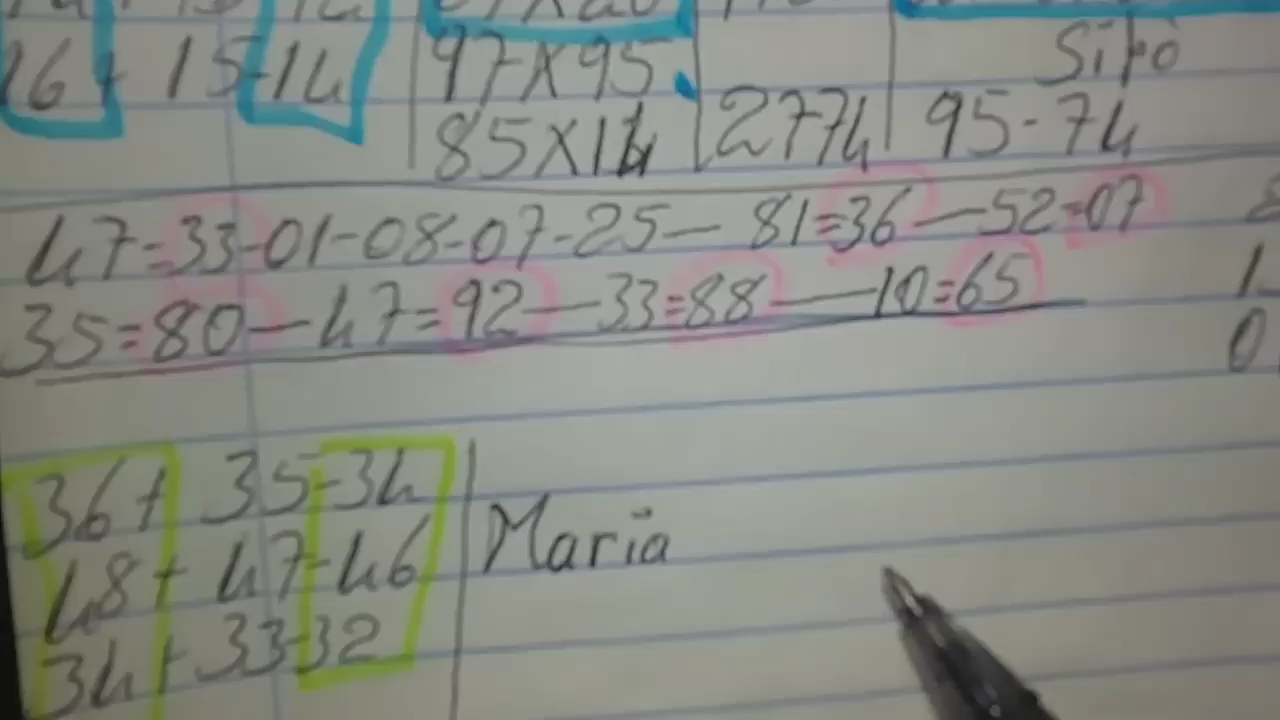 16+ 15-14
97x95.
85x14
2774
Sirò
95-74
47=33-01-08-07-25- 81=36-52=07
35=80-47=92-33=88-10=65
36+ 35-34
48+ 47-46
34+ 33-32
Maria